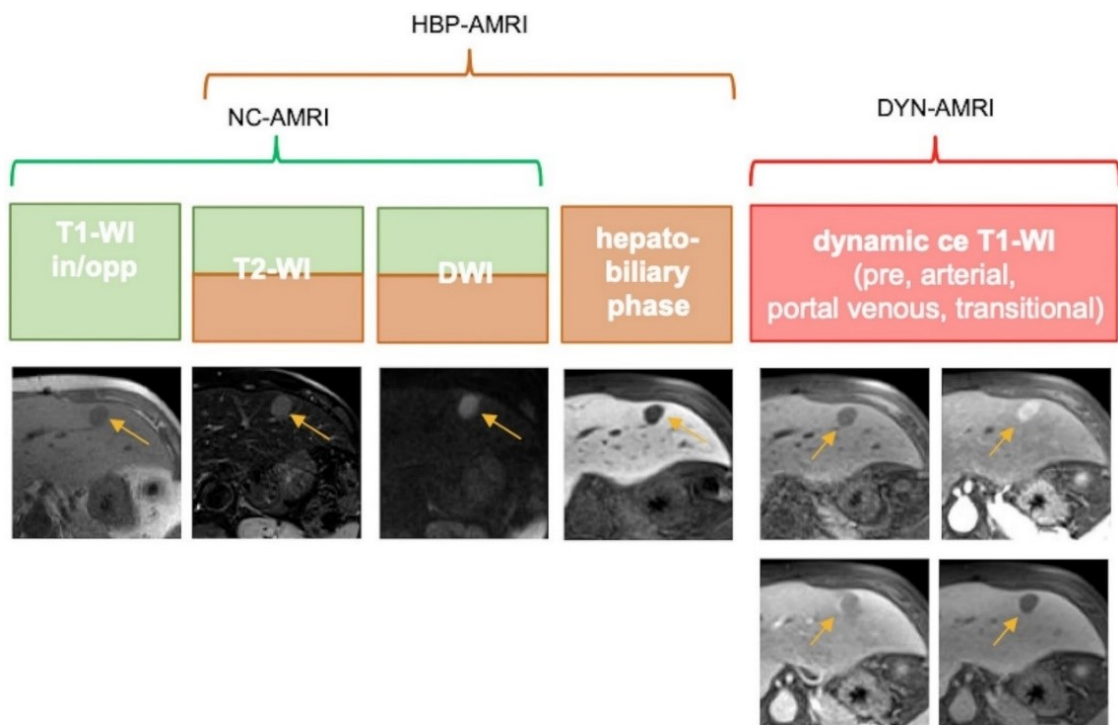 HBP-AMRI
NC-AMRI
DYN-AMRI
T1-WI
in/opp
T2-WI
DWI
hepato-
biliary
phase
dynamic ce T1-WI
(pre, arterial,
portal venous, transitional)